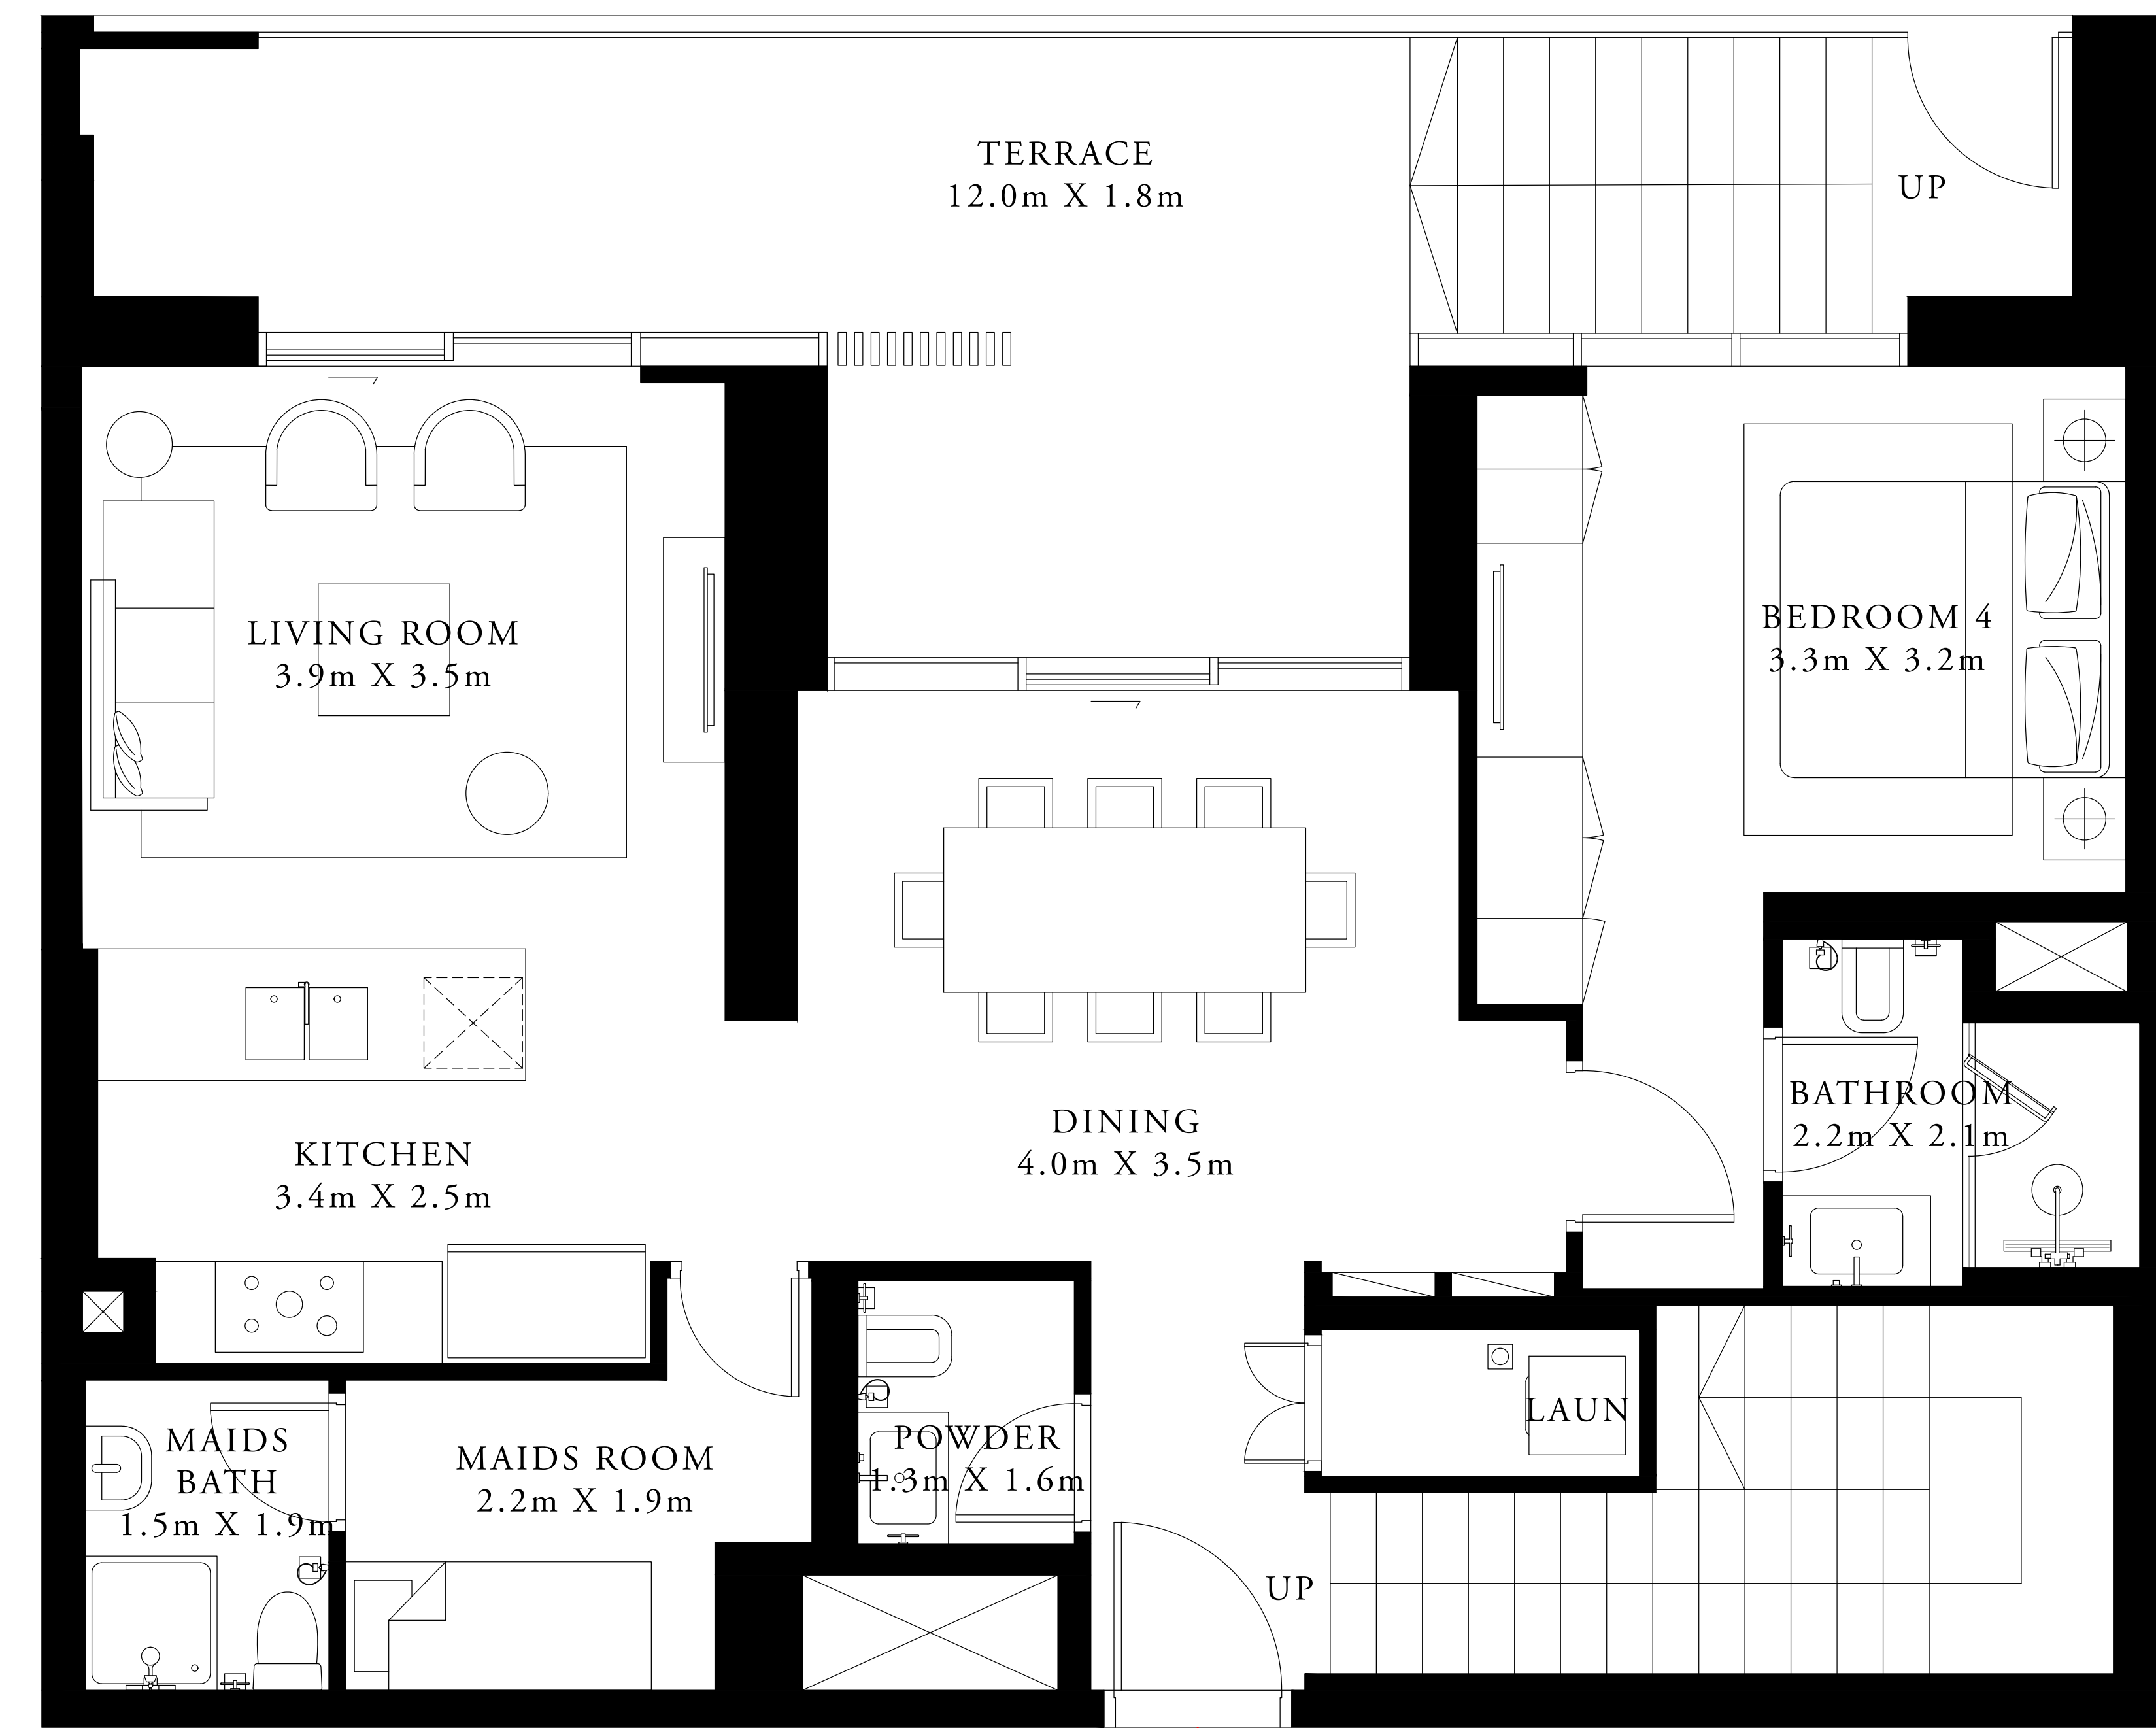 TERRACE
12.0m X 1.8m
UP
LIVING ROOM
3.9m X 3.5m
BEDROOM 4
3.3m X 3.2m
BATHROOM
2.2m X 2.1m
DINING
4.0m X 3.5m
KITCHEN
3.4m X 2.5m
MAIDS
BATH
1.5m X 1.9m
MAIDS ROOM
2.2m X 1.9m
POWDER
1.3m X 1.6m
LAUN
UP